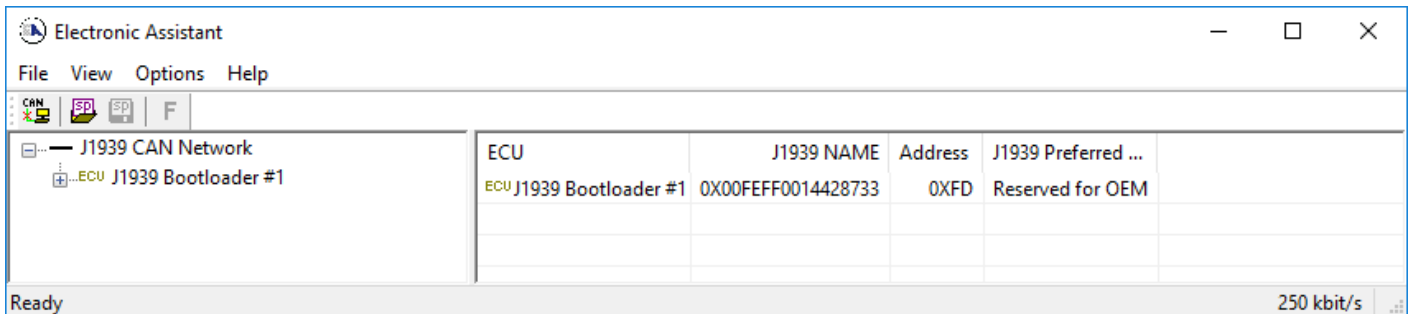 Electronic Assistant
File View Options Help
CAN SP SP F
J1939 CAN Network
ECU J1939 Bootloader #1
ECU J1939 NAME Address J1939 Preferred ...
ECU J1939 Bootloader #1 0X00FEFF0014428733 0XFD Reserved for OEM
Ready 250 kbit/s